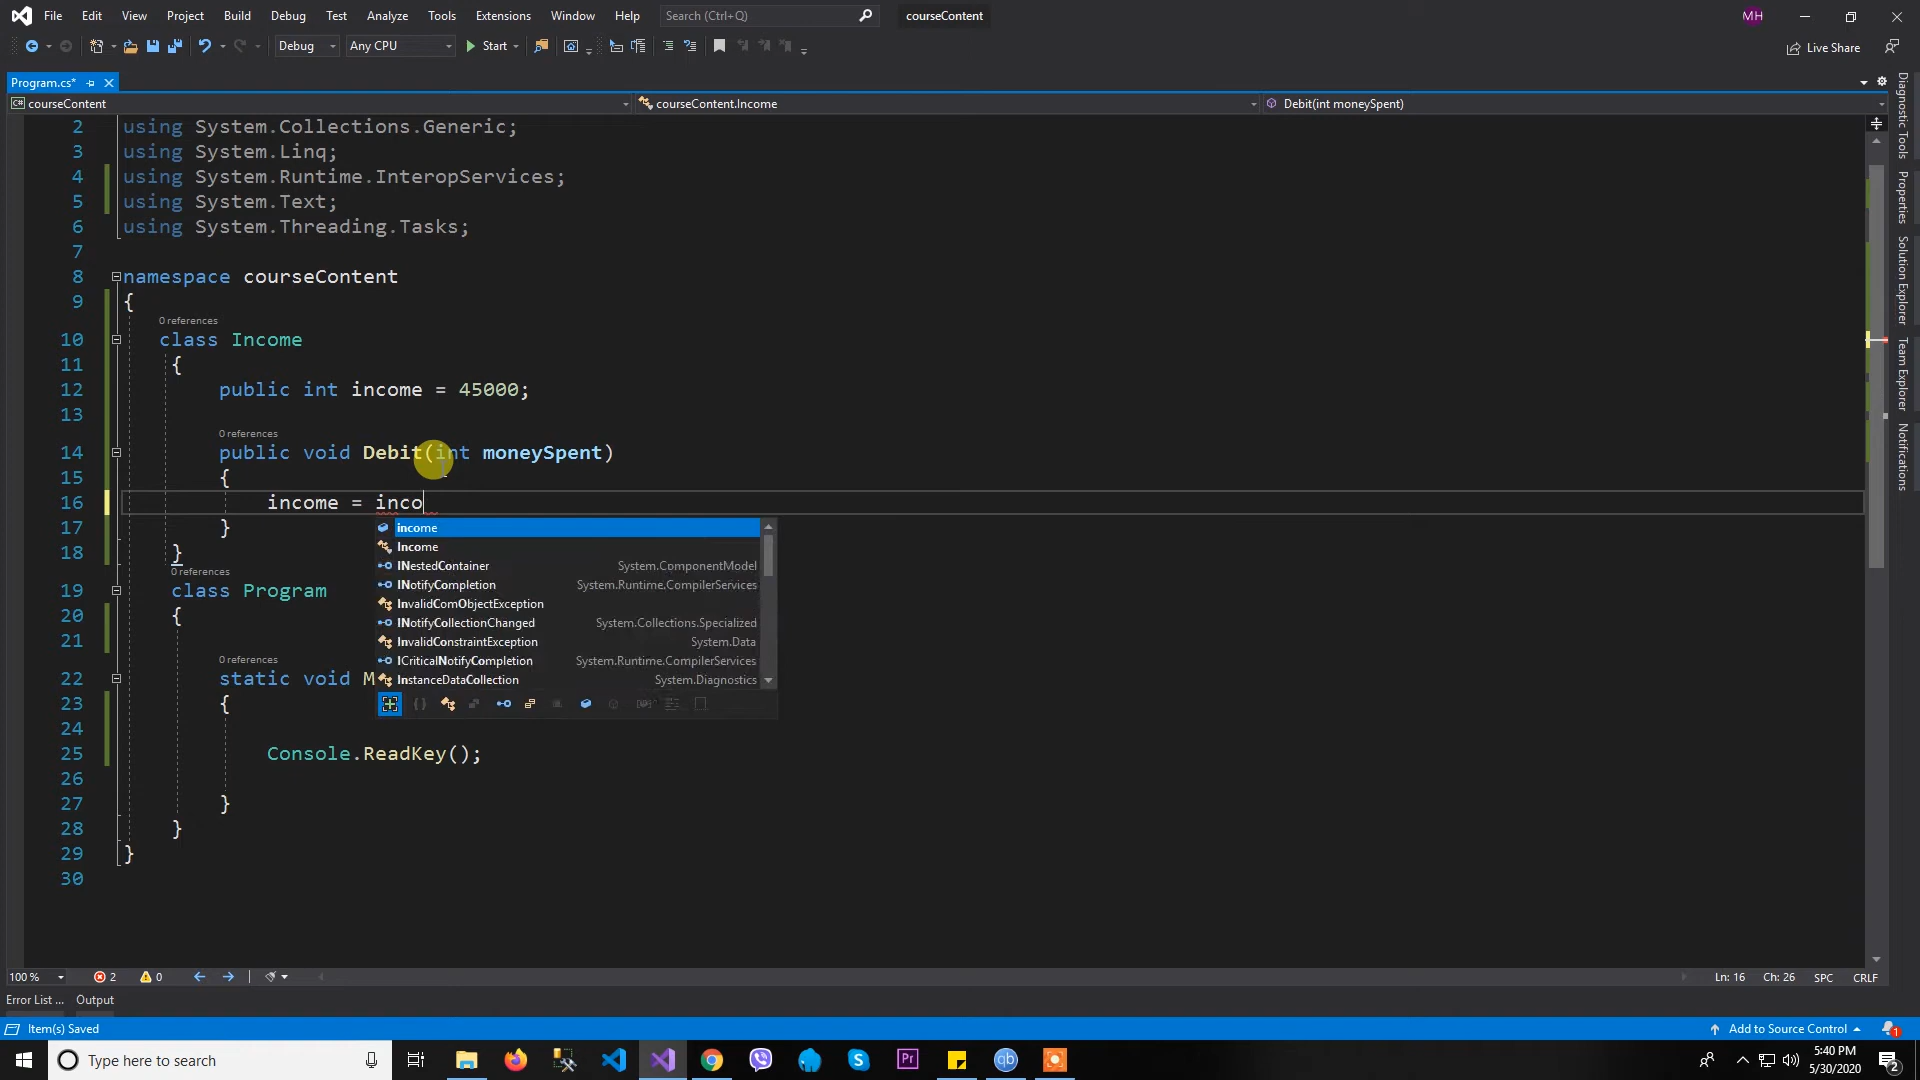 File Edit View Project Build Debug Test Analyze Tools Extensions Window Help Search (Ctrl+Q) courseContent MH
Debug Any CPU Start Live Share
Program.cs*
courseContent courseContent.Income Debit(int moneySpent)
2 using System.Collections.Generic;
3 using System.Linq;
4 using System.Runtime.InteropServices;
5 using System.Text;
6 using System.Threading.Tasks;
7
8 namespace courseContent
9 {
0 references
10 class Income
11 {
12 public int income = 45000;
13
0 references
14 public void Debit(int moneySpent)
15 {
16 income = inco
17 }
18 }
0 references
19 class Program
20 {
21
0 references
22 static void M
23 {
24
25 Console.ReadKey();
26
27 }
28 }
29 }
30
income
Income
INestedContainer System.ComponentModel
INotifyCompletion System.Runtime.CompilerServices
InvalidComObjectException
INotifyCollectionChanged System.Collections.Specialized
InvalidConstraintException System.Data
ICriticalNotifyCompletion System.Runtime.CompilerServices
InstanceDataCollection System.Diagnostics
Diagnostic Tools
Properties
Solution Explorer
Team Explorer
Notifications
100 % 2 0 Ln: 16 Ch: 26 SPC CRLF
Error List ... Output
Item(s) Saved Add to Source Control 1
Type here to search 5:40 PM
5/30/2020 2